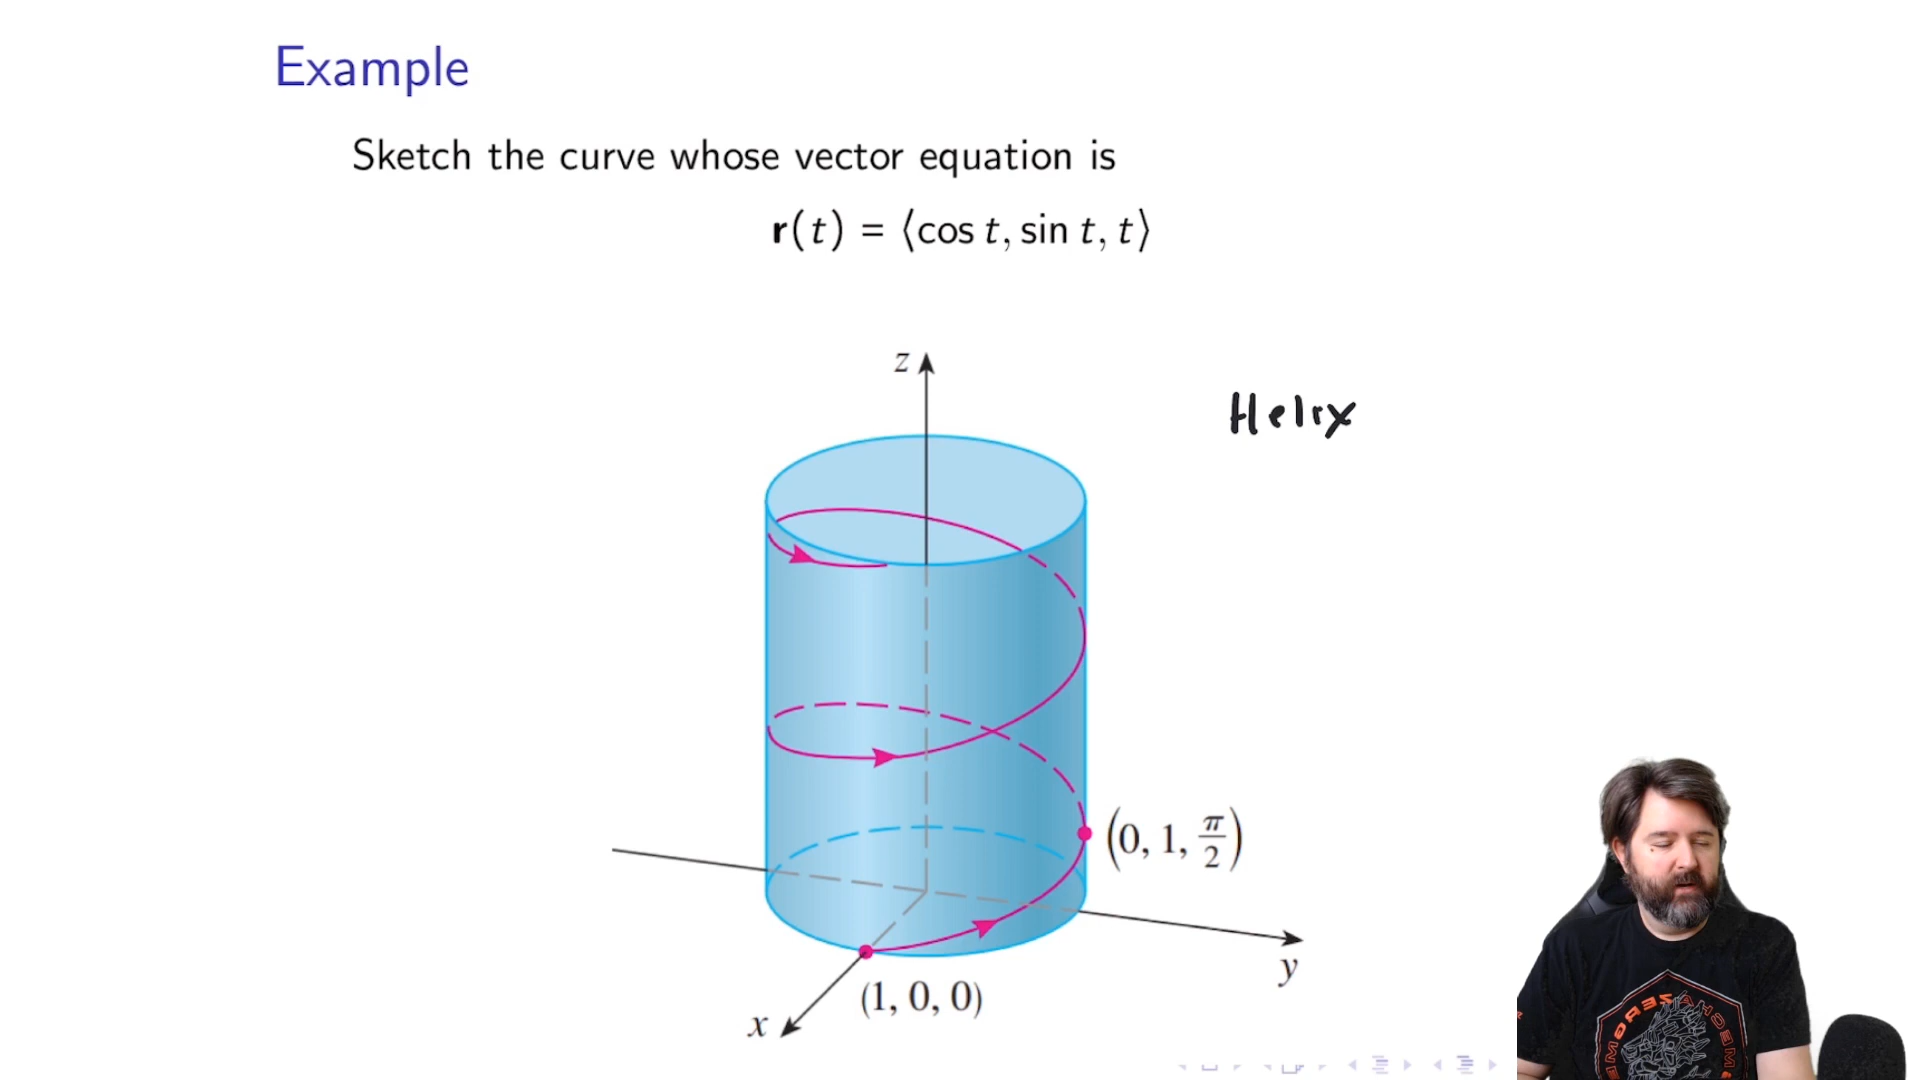 Example
Sketch the curve whose vector equation is
r(t) = ⟨cos t, sin t, t⟩
z
Helix
(0, 1, π/2)
y
(1, 0, 0)
x